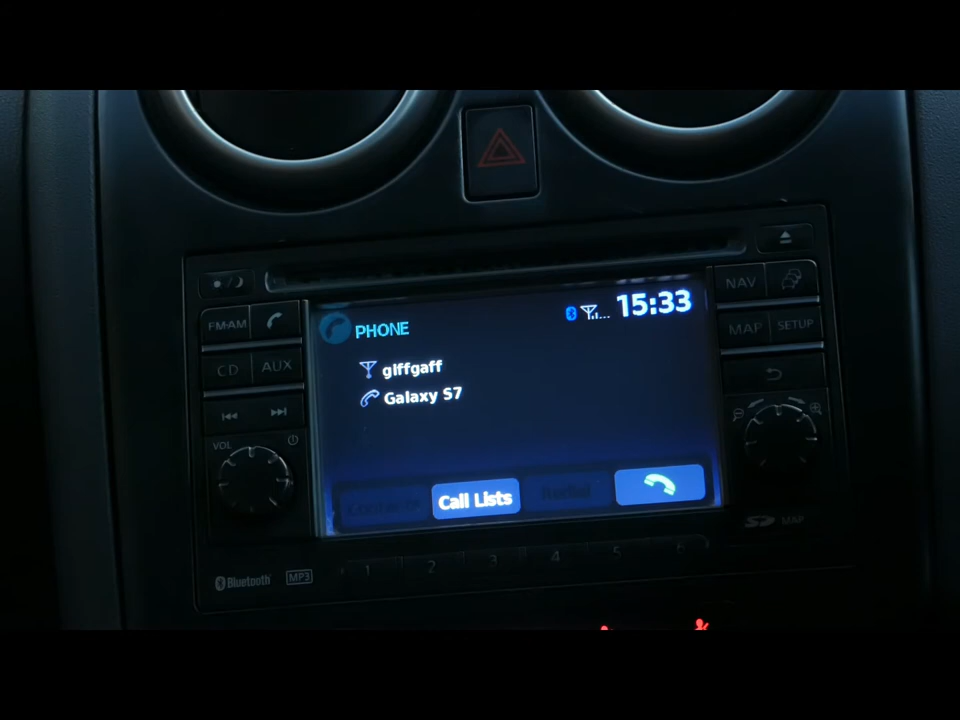 15:33
PHONE
giffgaff
Galaxy S7
Call Lists
FM·AM
CD
AUX
VOL
Bluetooth
MP3
1 2 3 4 5 6
NAV
MAP
SETUP
SD MAP